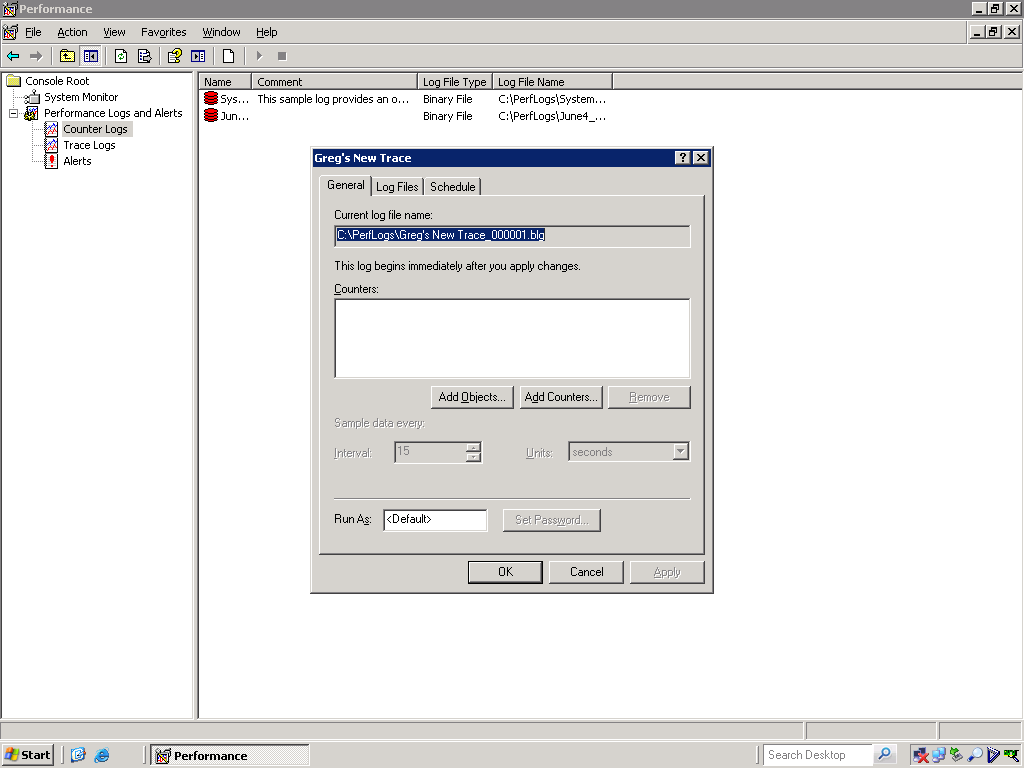 Performance
File Action View Favorites Window Help
Console Root
System Monitor
Performance Logs and Alerts
Counter Logs
Trace Logs
Alerts
Name Comment Log File Type Log File Name
Sys... This sample log provides an o... Binary File C:\PerfLogs\System...
Jun... Binary File C:\PerfLogs\June4_...
Greg's New Trace
General Log Files Schedule
Current log file name:
C:\PerfLogs\Greg's New Trace_000001.blg
This log begins immediately after you apply changes.
Counters:
Add Objects... Add Counters... Remove
Sample data every:
Interval: 15 Units: seconds
Run As: <Default> Set Password...
OK Cancel Apply
Start Performance Search Desktop